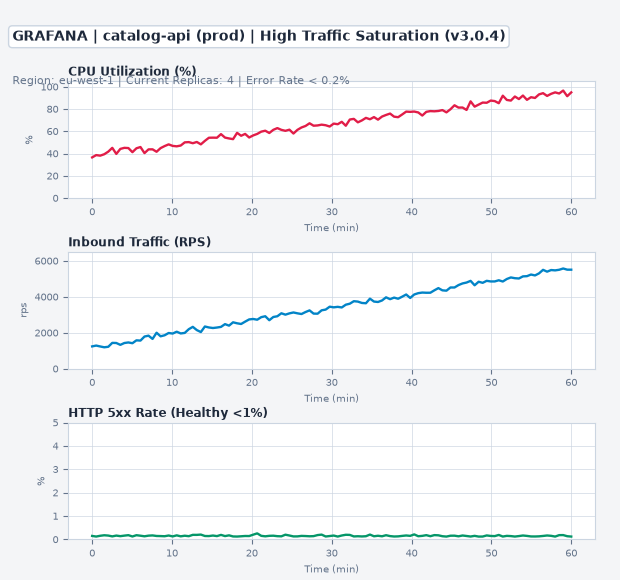 GRAFANA | catalog-api (prod) | High Traffic Saturation (v3.0.4)
CPU Utilization (%)
Region: eu-west-1 | Current Replicas: 4 | Error Rate < 0.2%
100
80
60
40
20
0
%
0 10 20 30 40 50 60
Time (min)
Inbound Traffic (RPS)
6000
4000
2000
0
rps
0 10 20 30 40 50 60
Time (min)
HTTP 5xx Rate (Healthy <1%)
5
4
3
2
1
0
%
0 10 20 30 40 50 60
Time (min)